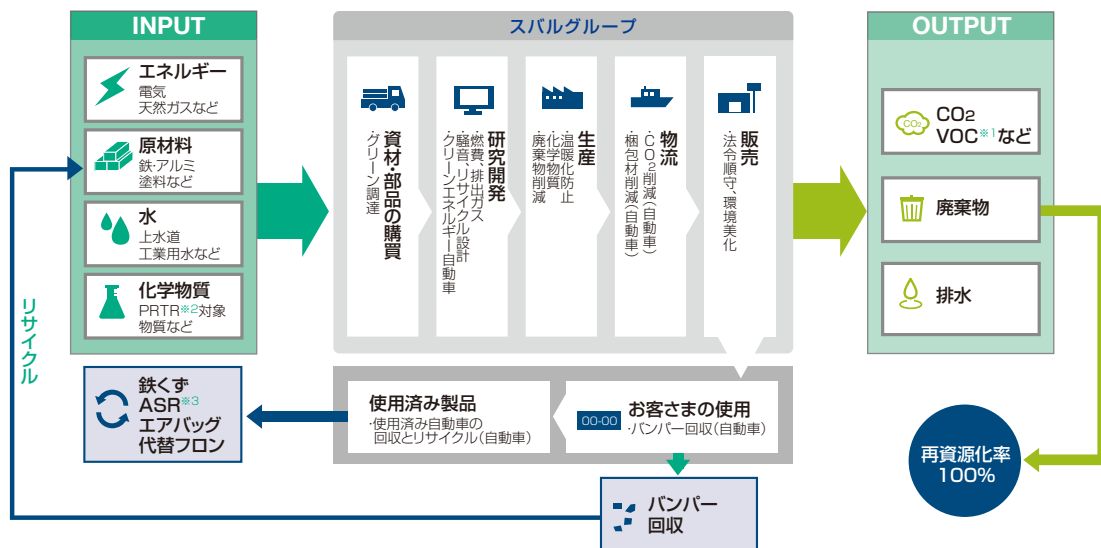 INPUT
エネルギー
電気
天然ガスなど
原材料
鉄・アルミ
塗料など
水
上水道
工業用水など
化学物質
PRTR※2対象
物質など
スバルグループ
資材・部品の購買
グリーン調達
研究開発
・燃費、排出ガス
・騒音、リサイクル設計
・クリーンエネルギー自動車
生産
温暖化防止
化学物質
廃棄物削減
物流
・CO2削減(自動車)
・梱包材削減(自動車)
販売
・法令順守、環境美化
OUTPUT
CO2
CO2
VOC※1など
廃棄物
排水
リサイクル
鉄くず
ASR※3
エアバッグ
代替フロン
使用済み製品
・使用済み自動車の
回収とリサイクル(自動車)
00-00
お客さまの使用
・バンパー回収(自動車)
バンパー
回収
再資源化率
100%